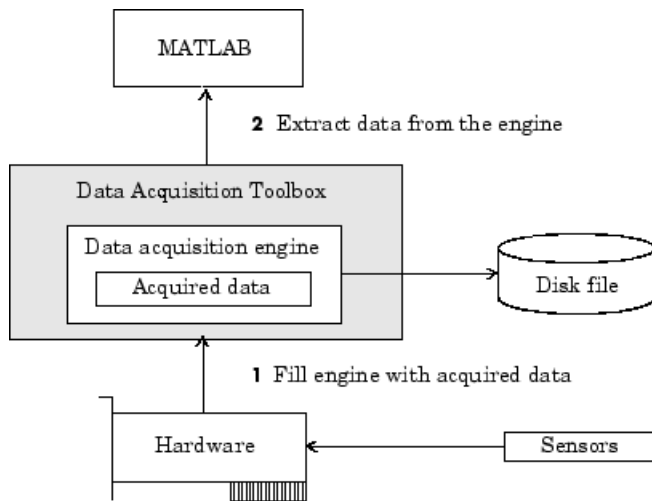 MATLAB
2 Extract data from the engine
Data Acquisition Toolbox
Data acquisition engine
Acquired data
Disk file
1 Fill engine with acquired data
Hardware
Sensors